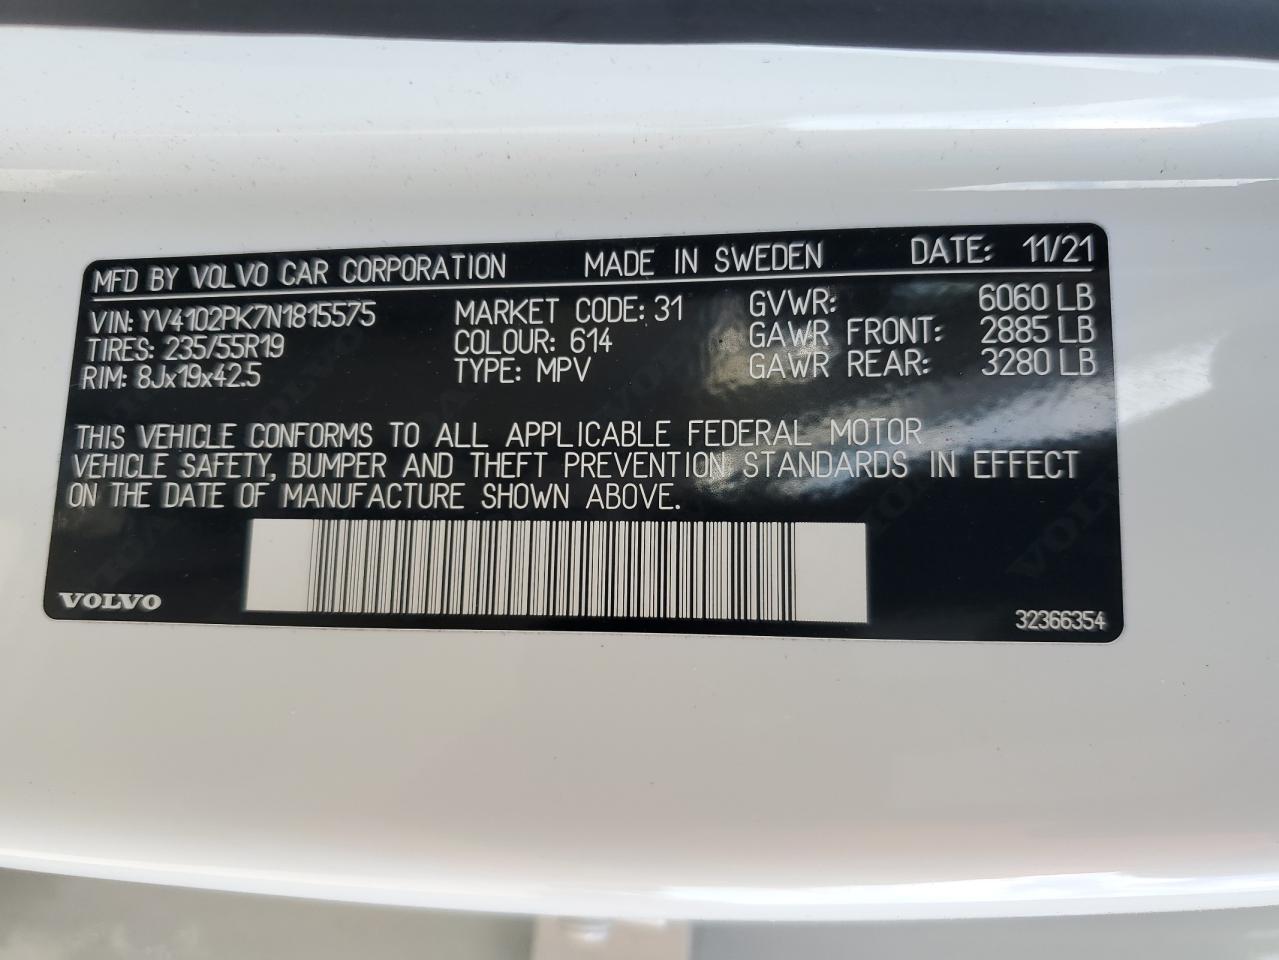 MFD BY VOLVO CAR CORPORATION MADE IN SWEDEN DATE: 11/21
VIN: YV4102PK7N1815575 MARKET CODE: 31 GVWR: 6060 LB
TIRES: 235/55R19 COLOUR: 614 GAWR FRONT: 2885 LB
RIM: 8Jx19x42.5 TYPE: MPV GAWR REAR: 3280 LB
THIS VEHICLE CONFORMS TO ALL APPLICABLE FEDERAL MOTOR
VEHICLE SAFETY, BUMPER AND THEFT PREVENTION STANDARDS IN EFFECT
ON THE DATE OF MANUFACTURE SHOWN ABOVE.
VOLVO 32366354